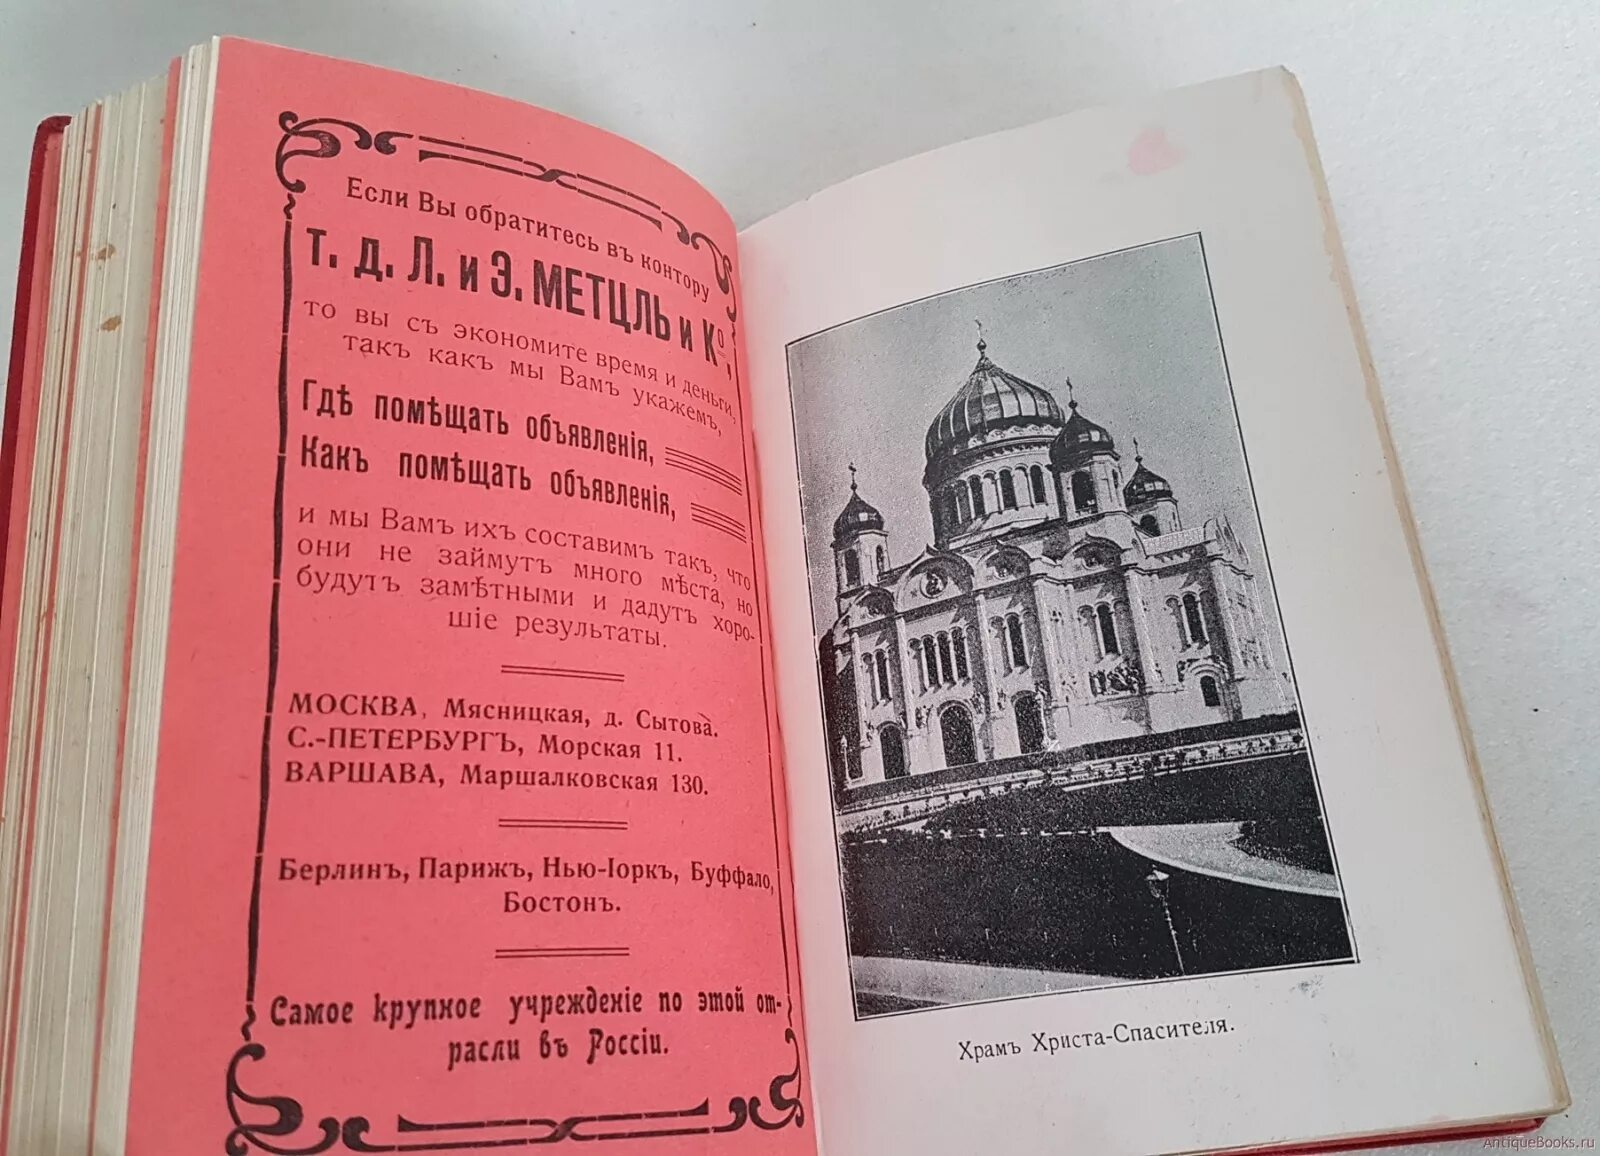 Если Вы обратитесь въ контору
Т. Д. Л. и Э. МЕТЦЛЬ и Кº,
то вы съ экономите время и деньги,
такъ какъ мы Вамъ укажемъ,
Гдѣ помѣщать объявленія,
Какъ помѣщать объявленія,
и мы Вамъ ихъ составимъ такъ, что
они не займутъ много мѣста, но
будутъ замѣтными и дадутъ хоро-
шіе результаты.
МОСКВА, Мясницкая, д. Сытова.
С.-ПЕТЕРБУРГЪ, Морская 11.
ВАРШАВА, Маршалковская 130.
Берлинъ, Парижъ, Нью-Іоркъ, Буффало,
Бостонъ.
Самое крупное учрежденіе по этой от-
расли въ Россіи.
Храмъ Христа-Спасителя.
AntiqueBooks.ru